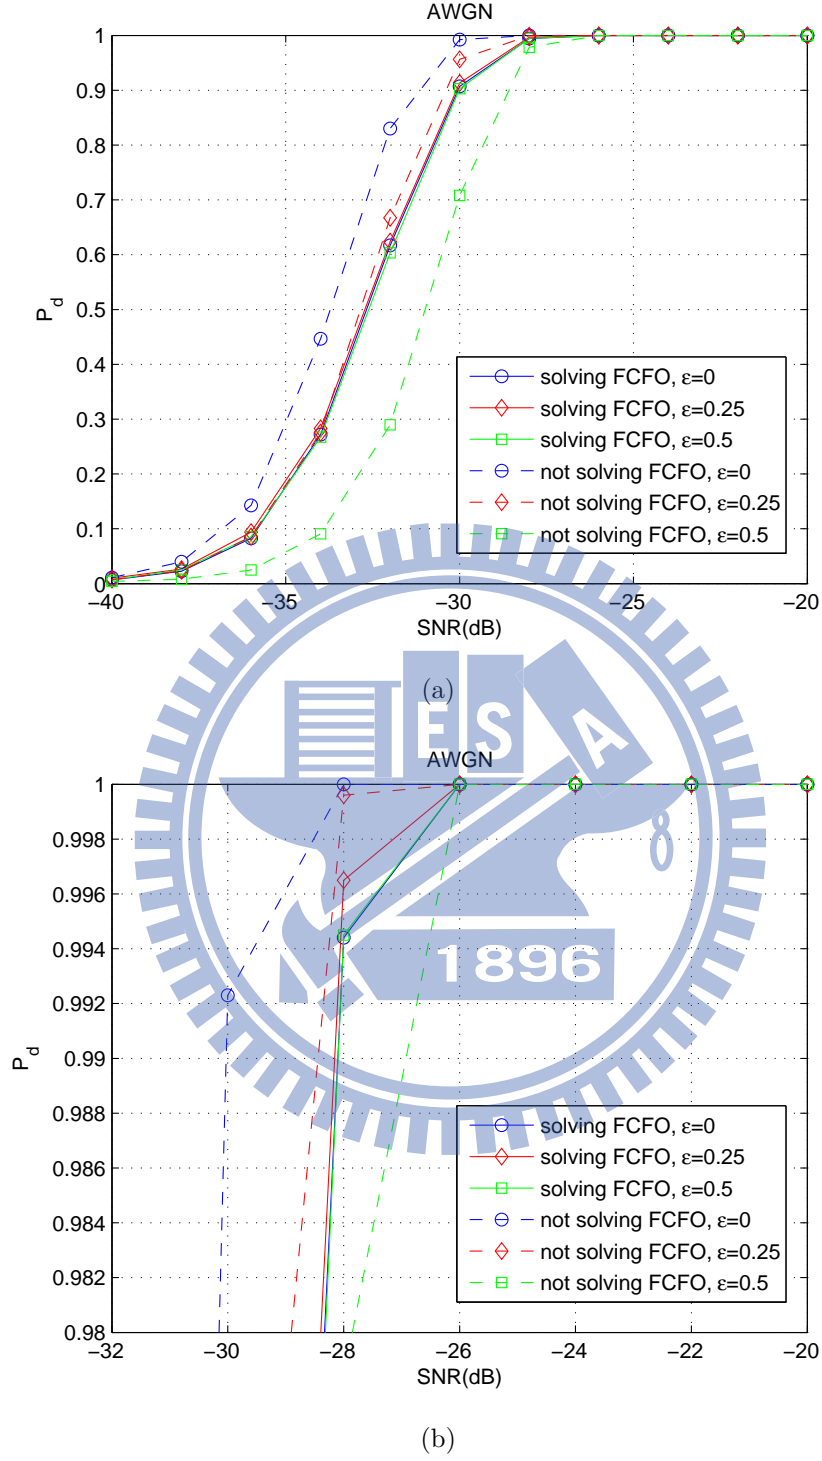 AWGN
1
0.9
0.8
0.7
0.6
0.5
0.4
0.3
0.2
0.1
0
P_d
−40
−35
−30
−25
−20
SNR(dB)
solving FCFO, ε=0
solving FCFO, ε=0.25
solving FCFO, ε=0.5
not solving FCFO, ε=0
not solving FCFO, ε=0.25
not solving FCFO, ε=0.5
(a)
E S A
AWGN
1
0.998
0.996
0.994
0.992
0.99
0.988
0.986
0.984
0.982
0.98
P_d
8
1896
−32
−30
−28
−26
−24
−22
−20
SNR(dB)
solving FCFO, ε=0
solving FCFO, ε=0.25
solving FCFO, ε=0.5
not solving FCFO, ε=0
not solving FCFO, ε=0.25
not solving FCFO, ε=0.5
(b)